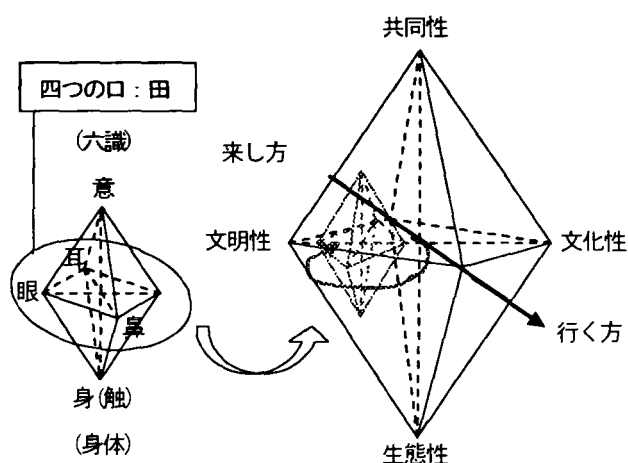 共同性
四つの口：田
(六識)
来し方
意
耳
文明性
文化性
眼
鼻
行く方
身(触)
(身体)
生態性